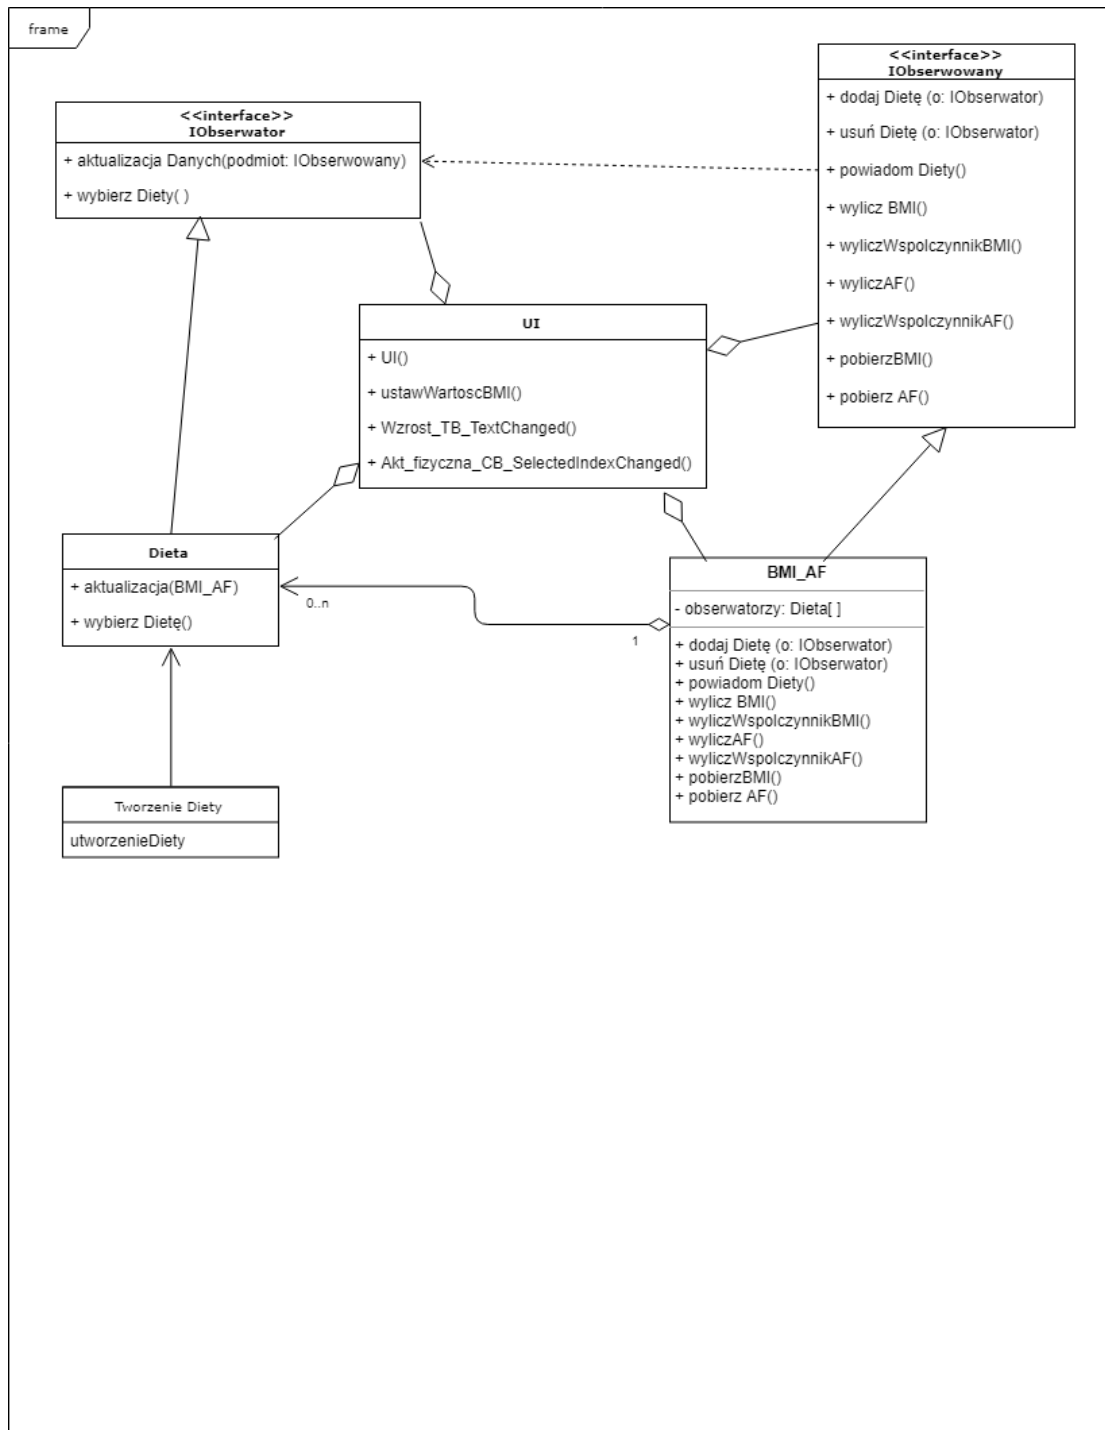 frame
<<interface>>
IObserwator
+ aktualizacja Danych(podmiot: IObserwowany)
+ wybierz Diety( )
<<interface>>
IObserwowany
+ dodaj Dietę (o: IObserwator)
+ usuń Dietę (o: IObserwator)
+ powiadom Diety()
+ wylicz BMI()
+ wyliczWspolczynnikBMI()
+ wyliczAF()
+ wyliczWspolczynnikAF()
+ pobierzBMI()
+ pobierz AF()
UI
+ UI()
+ ustawWartoscBMI()
+ Wzrost_TB_TextChanged()
+ Akt_fizyczna_CB_SelectedIndexChanged()
Dieta
+ aktualizacja(BMI_AF)
+ wybierz Dietę()
0..n
1
BMI_AF
- obserwatorzy: Dieta[ ]
+ dodaj Dietę (o: IObserwator)
+ usuń Dietę (o: IObserwator)
+ powiadom Diety()
+ wylicz BMI()
+ wyliczWspolczynnikBMI()
+ wyliczAF()
+ wyliczWspolczynnikAF()
+ pobierzBMI()
+ pobierz AF()
Tworzenie Diety
utworzenieDiety